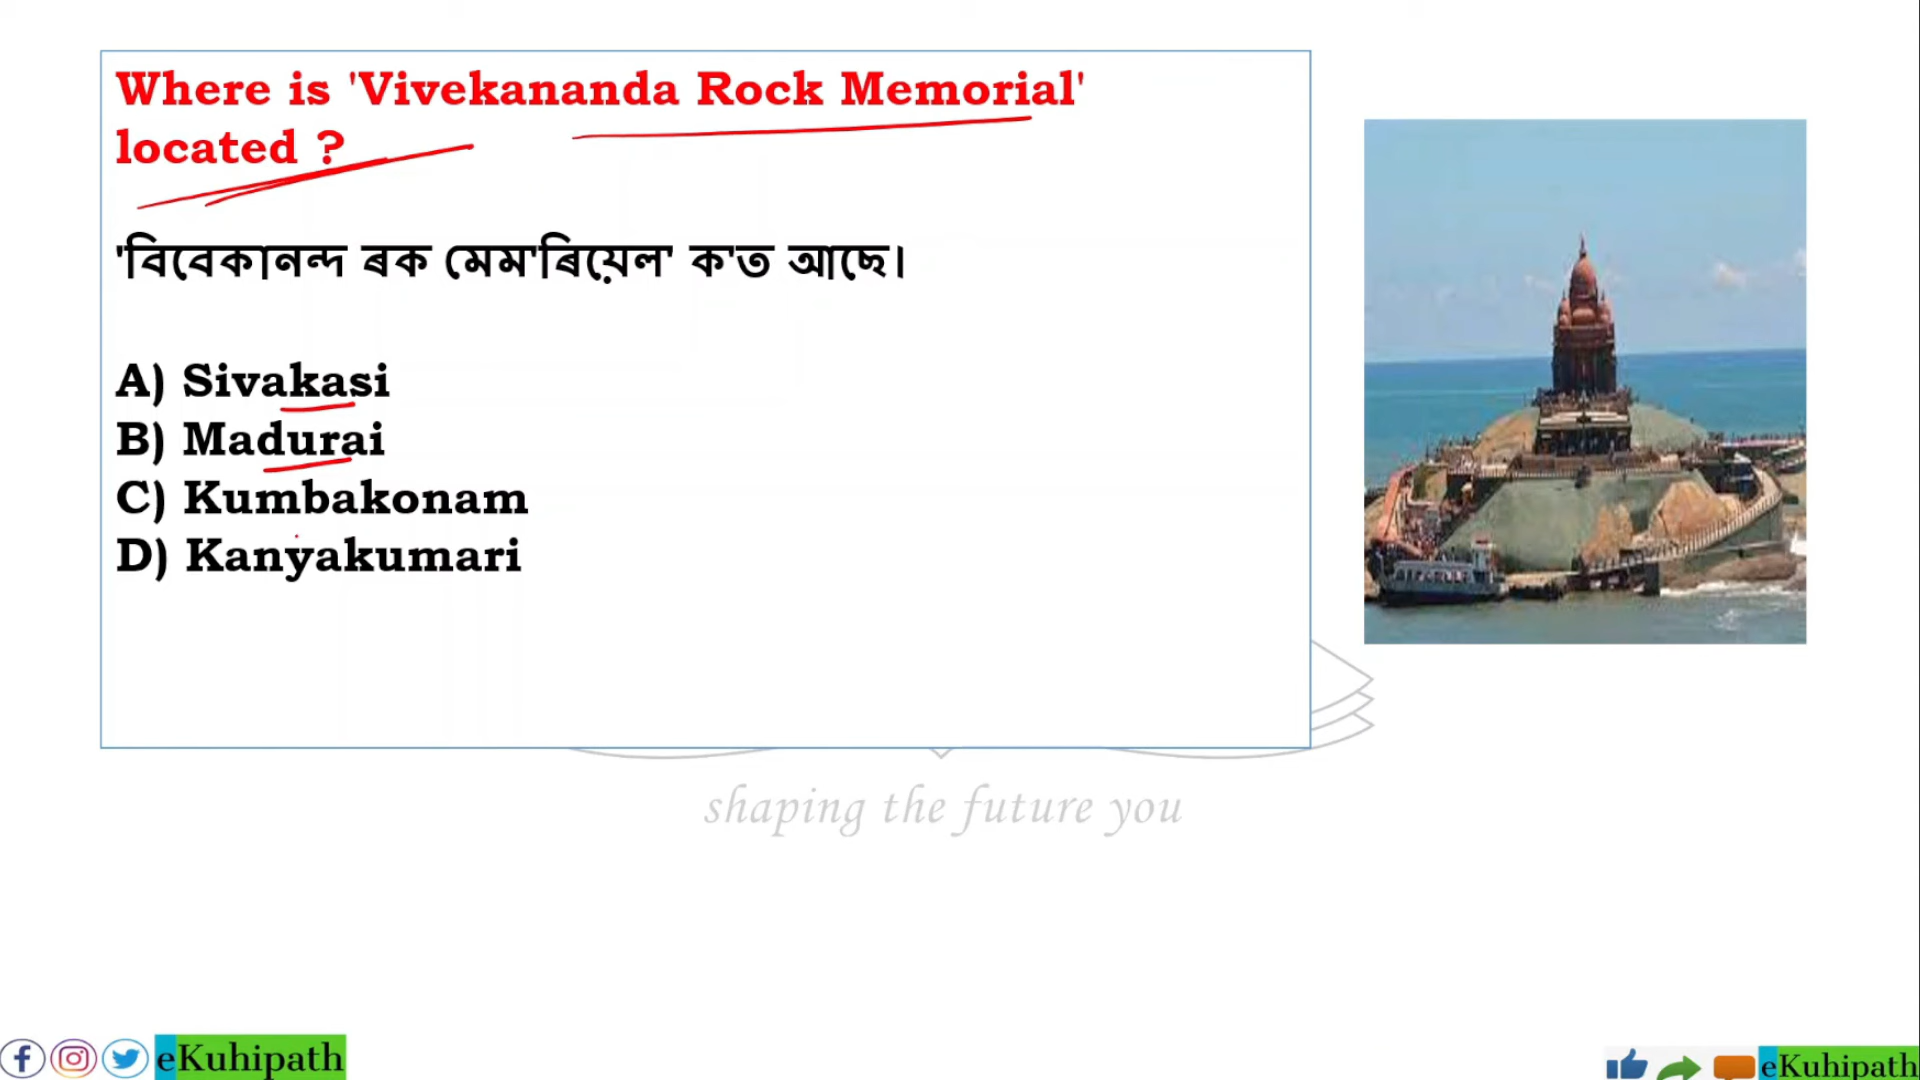 Where is 'Vivekananda Rock Memorial'
located ?
'বিবেকানন্দ ৰক মেম'ৰিয়েল' ক'ত আছে।
A) Sivakasi
B) Madurai
C) Kumbakonam
D) Kanyakumari
shaping the future you
eKuhipath
eKuhipath